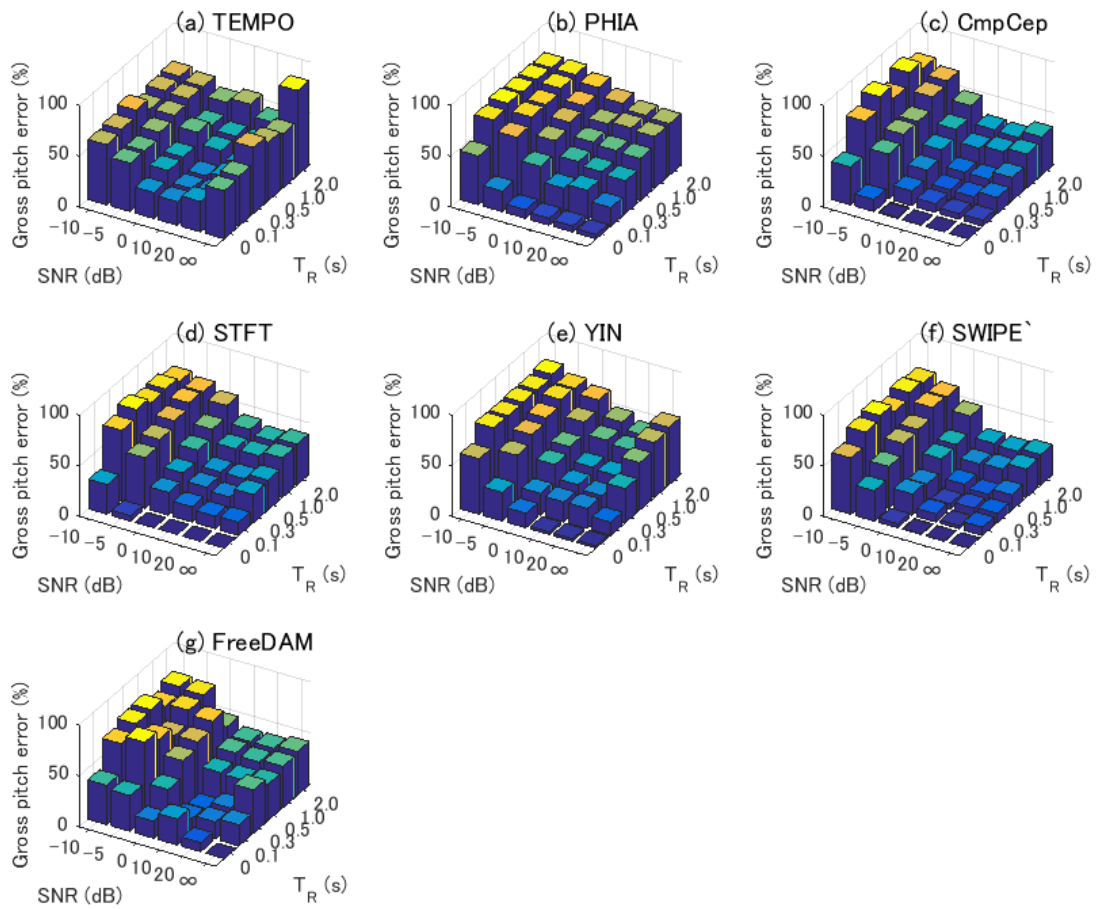 (a) TEMPO
Gross pitch error (%)
100
50
0
-10 -5 0 10 20 ∞
SNR (dB)
0 0.1 0.3 0.5 1.0 2.0
T_R (s)
(b) PHIA
Gross pitch error (%)
100
50
0
-10 -5 0 10 20 ∞
SNR (dB)
0 0.1 0.3 0.5 1.0 2.0
T_R (s)
(c) CmpCep
Gross pitch error (%)
100
50
0
-10 -5 0 10 20 ∞
SNR (dB)
0 0.1 0.3 0.5 1.0 2.0
T_R (s)
(d) STFT
Gross pitch error (%)
100
50
0
-10 -5 0 10 20 ∞
SNR (dB)
0 0.1 0.3 0.5 1.0 2.0
T_R (s)
(e) YIN
Gross pitch error (%)
100
50
0
-10 -5 0 10 20 ∞
SNR (dB)
0 0.1 0.3 0.5 1.0 2.0
T_R (s)
(f) SWIPE`
Gross pitch error (%)
100
50
0
-10 -5 0 10 20 ∞
SNR (dB)
0 0.1 0.3 0.5 1.0 2.0
T_R (s)
(g) FreeDAM
Gross pitch error (%)
100
50
0
-10 -5 0 10 20 ∞
SNR (dB)
0 0.1 0.3 0.5 1.0 2.0
T_R (s)